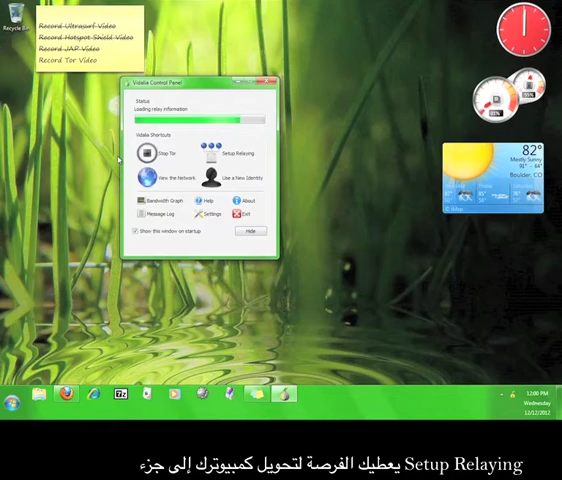 Recycle Bin
Record Ultrasurf Video
Record Hotspot Shield Video
Record JAP Video
Record Tor Video
Vidalia Control Panel
Status
Loading relay information
Vidalia Shortcuts
Stop Tor
Setup Relaying
View the Network
Use a New Identity
Bandwidth Graph
Help
About
Message Log
Settings
Exit
Show this window on startup
Hide
82°
Mostly Sunny
91° - 64°
Boulder, CO
12:00 PM
Wednesday
12/12/2012
Setup Relaying يعطيك الفرصة لتحويل كمبيوترك إلى جزء